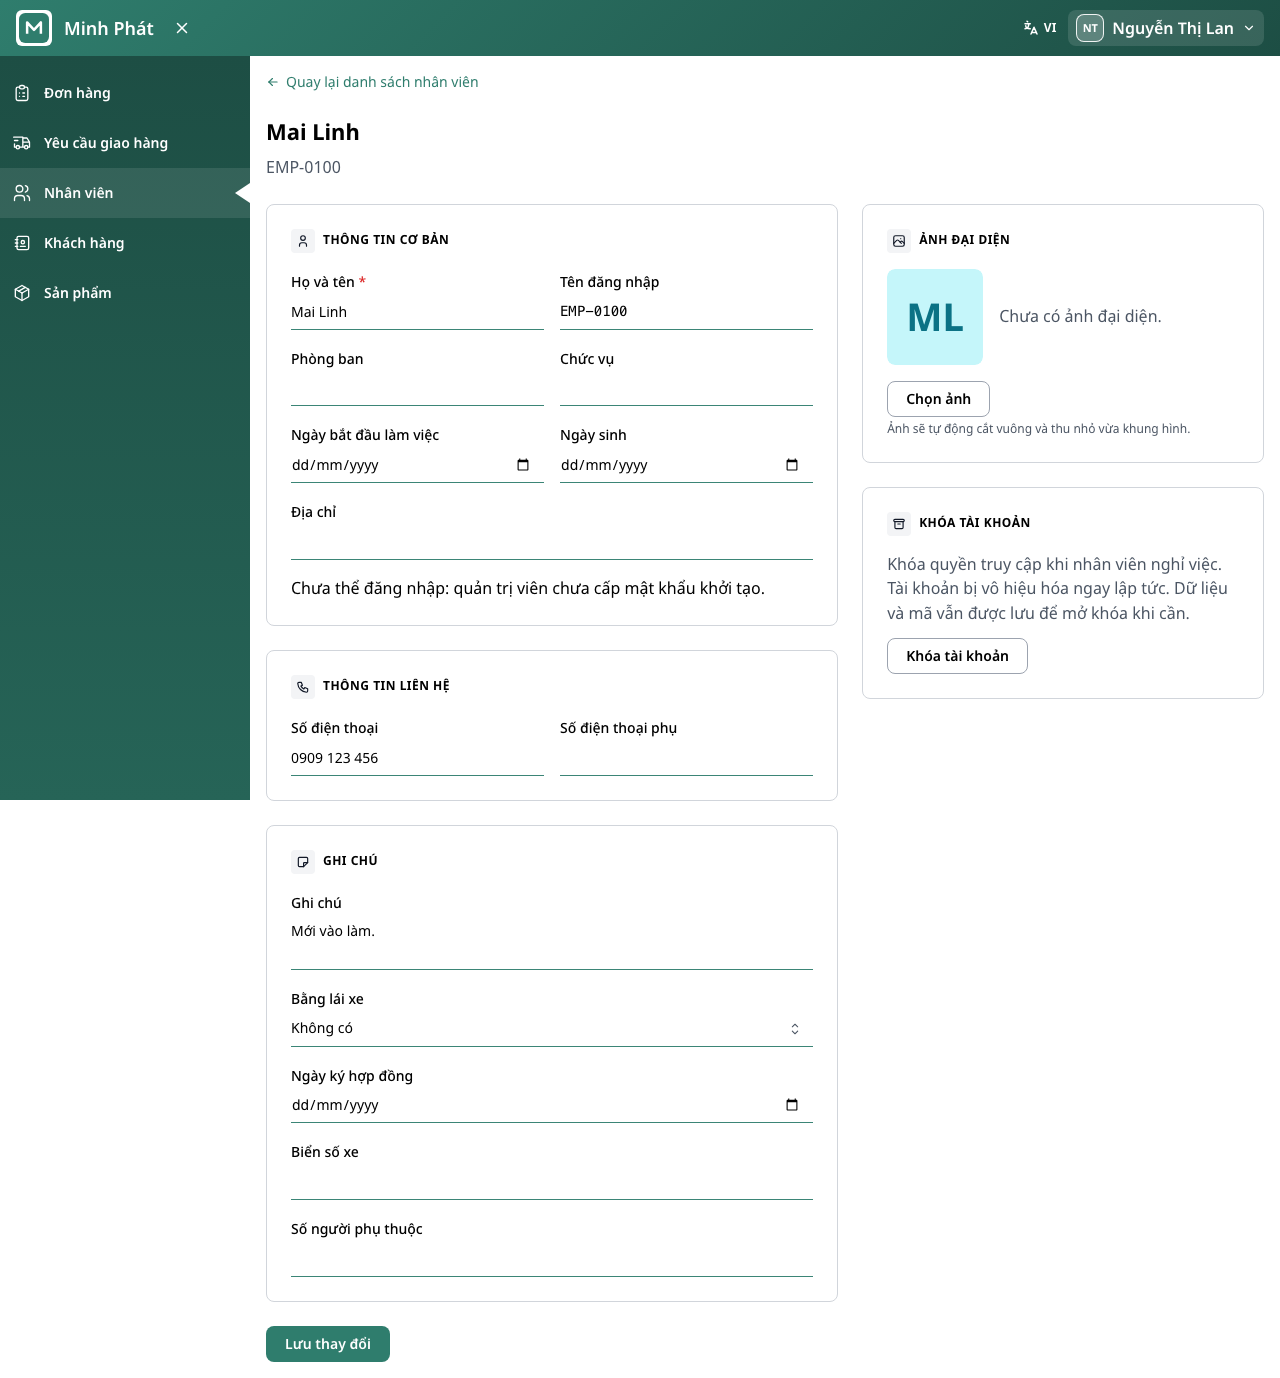 Minh Phát
VI
NT
Nguyễn Thị Lan
Đơn hàng
Yêu cầu giao hàng
Nhân viên
Khách hàng
Sản phẩm
Quay lại danh sách nhân viên
Mai Linh
EMP-0100
THÔNG TIN CƠ BẢN
Họ và tên *
Mai Linh
Tên đăng nhập
EMP-0100
Phòng ban
Chức vụ
Ngày bắt đầu làm việc
dd/mm/yyyy
Ngày sinh
dd/mm/yyyy
Địa chỉ
Chưa thể đăng nhập: quản trị viên chưa cấp mật khẩu khởi tạo.
THÔNG TIN LIÊN HỆ
Số điện thoại
0909 123 456
Số điện thoại phụ
GHI CHÚ
Ghi chú
Mới vào làm.
Bằng lái xe
Không có
Ngày ký hợp đồng
dd/mm/yyyy
Biển số xe
Số người phụ thuộc
Lưu thay đổi
ẢNH ĐẠI DIỆN
ML
Chưa có ảnh đại diện.
Chọn ảnh
Ảnh sẽ tự động cắt vuông và thu nhỏ vừa khung hình.
KHÓA TÀI KHOẢN
Khóa quyền truy cập khi nhân viên nghỉ việc.
Tài khoản bị vô hiệu hóa ngay lập tức. Dữ liệu
và mã vẫn được lưu để mở khóa khi cần.
Khóa tài khoản